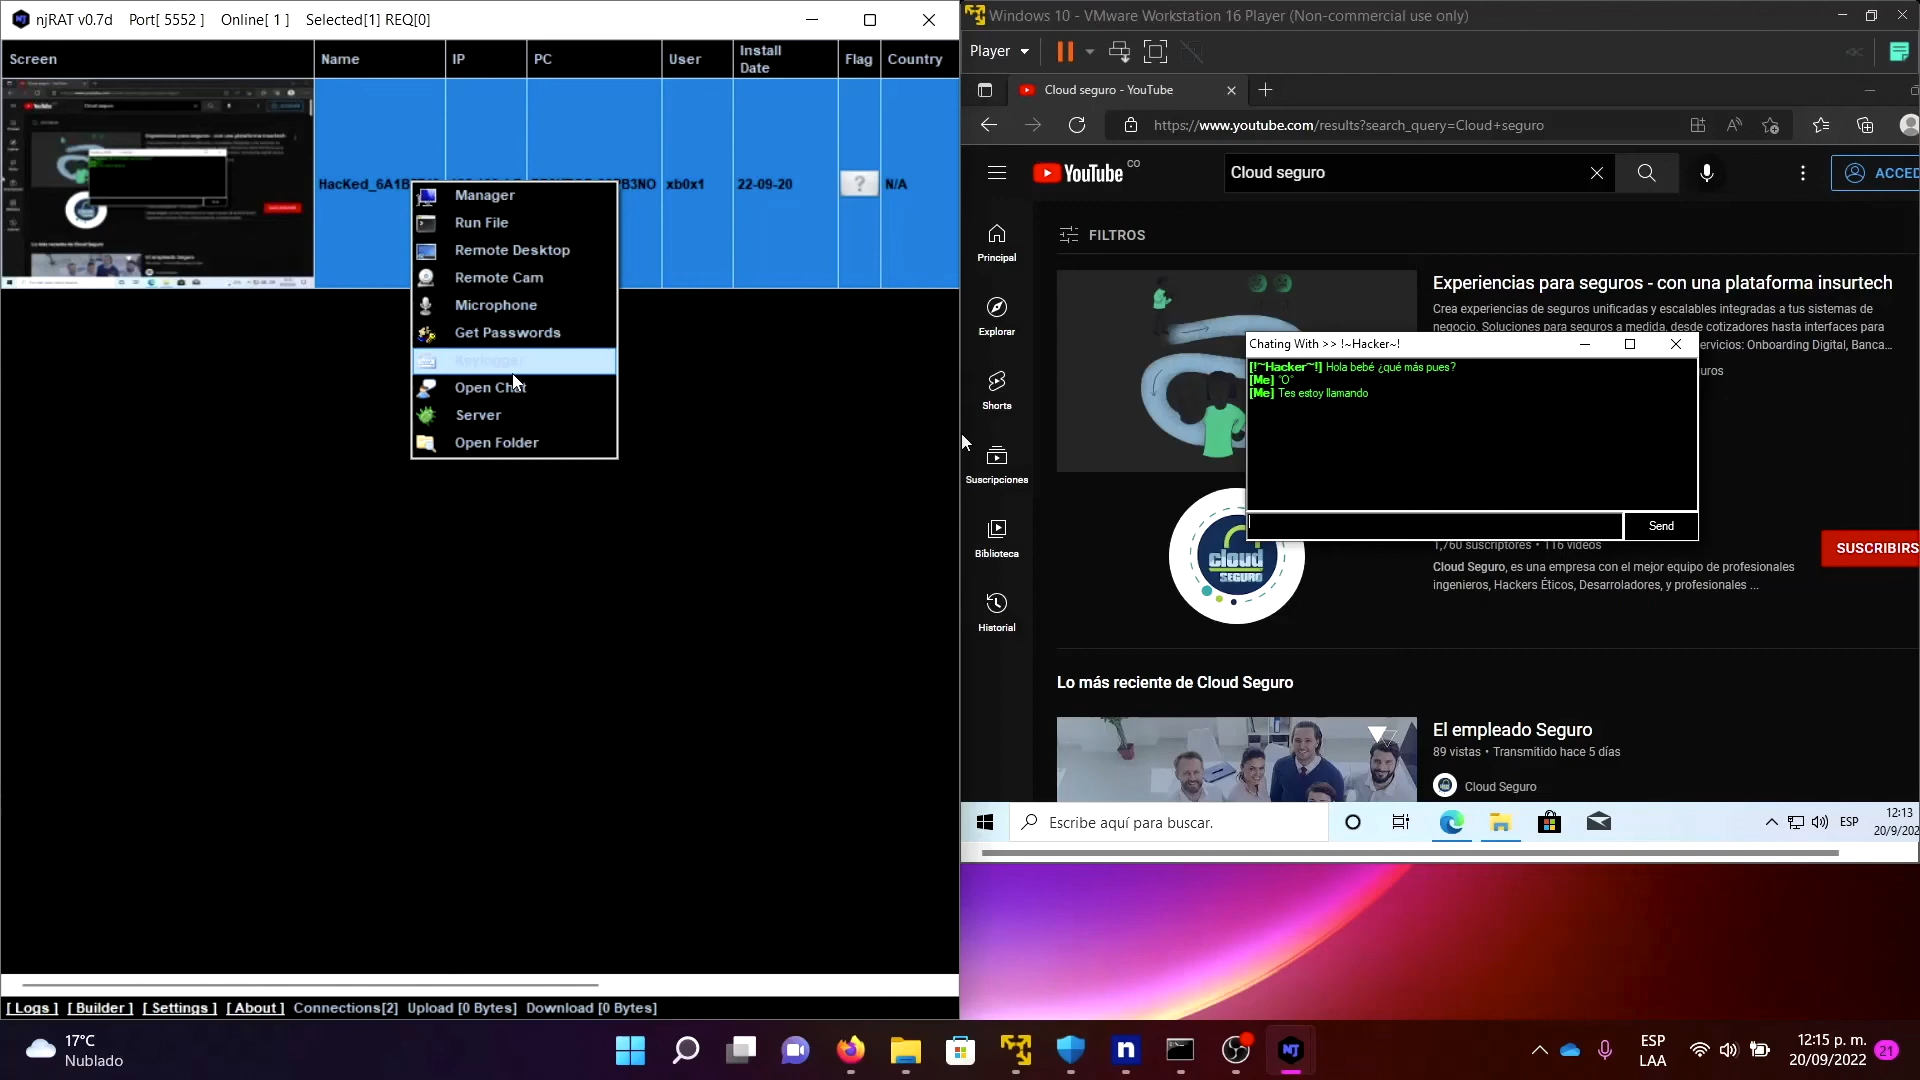 njRAT v0.7d Port[ 5552 ] Online[ 1 ] Selected[1] REQ[0]
Screen Name IP PC User Install Date Flag Country
HacKed_6A1B xb0x1 22-09-20 ? N/A
Manager
Run File
Remote Desktop
Remote Cam
Microphone
Get Passwords
Keylogger
Open Chat
Server
Open Folder
[ Logs ] [ Builder ] [ Settings ] [ About ] Connections[2] Upload [0 Bytes] Download [0 Bytes]
Windows 10 - VMware Workstation 16 Player (Non-commercial use only)
Player
Cloud seguro - YouTube
https://www.youtube.com/results?search_query=Cloud+seguro
YouTube CO
Cloud seguro
ACCED
Principal
Explorar
Shorts
Suscripciones
Biblioteca
Historial
FILTROS
Experiencias para seguros - con una plataforma insurtech
Crea experiencias de seguros unificadas y escalables integradas a tus sistemas de
negocio. Soluciones para seguros a medida, desde cotizadores hasta interfaces para
ervicios: Onboarding Digital, Banca...
uros
Chating With >> !~Hacker~!
[!~Hacker~!] Hola bebé ¿qué más pues?
[Me] °O°
[Me] Tes estoy llamando
Send
cloud
SEGURO
1,760 suscriptores • 116 videos
Cloud Seguro, es una empresa con el mejor equipo de profesionales
ingenieros, Hackers Éticos, Desarroladores, y profesionales ...
SUSCRIBIRS
Lo más reciente de Cloud Seguro
El empleado Seguro
89 vistas • Transmitido hace 5 días
Cloud Seguro
Escribe aquí para buscar.
ESP
12:13
20/9/202
17°C
Nublado
ESP
LAA
12:15 p. m.
20/09/2022
21